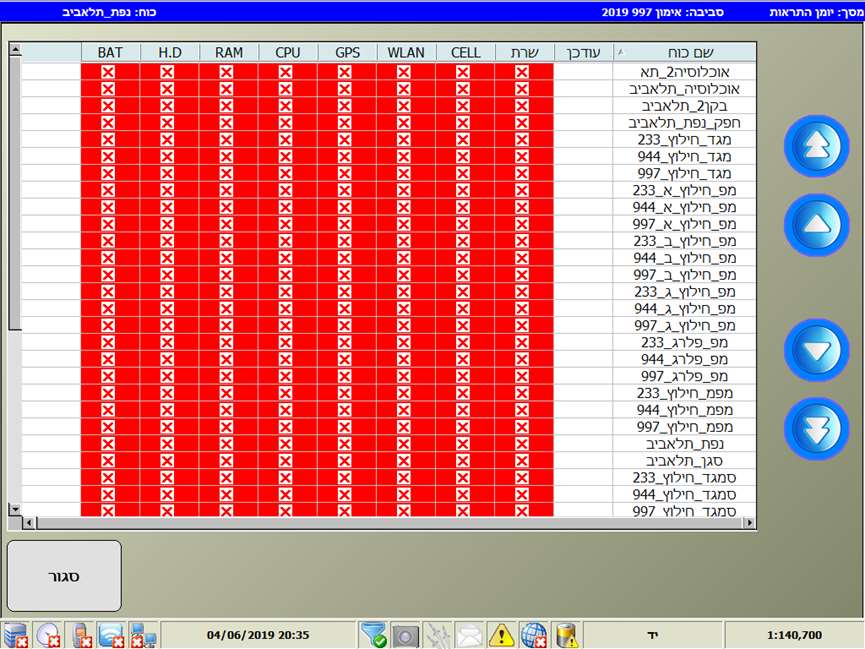 מסך: יומן התראות סביבה: אימון 997 2019 כוח: נפת_תלאביב
שם כוח עודכן שרת CELL WLAN GPS CPU RAM H.D BAT
אוכלוסיה2_תא
אוכלוסיה_תלאביב
בקן2_תלאביב
חפק_נפת_תלאביב
מגד_חילוץ_233
מגד_חילוץ_944
מגד_חילוץ_997
מפ_חילוץ_א_233
מפ_חילוץ_א_944
מפ_חילוץ_א_997
מפ_חילוץ_ב_233
מפ_חילוץ_ב_944
מפ_חילוץ_ב_997
מפ_חילוץ_ג_233
מפ_חילוץ_ג_944
מפ_חילוץ_ג_997
מפ_פלרג_233
מפ_פלרג_944
מפ_פלרג_997
מפמ_חילוץ_233
מפמ_חילוץ_944
מפמ_חילוץ_997
נפת_תלאביב
סגן_תלאביב
סמגד_חילוץ_233
סמגד_חילוץ_944
סמגד_חילוץ_997
סגור
04/06/2019 20:35
יד
1:140,700